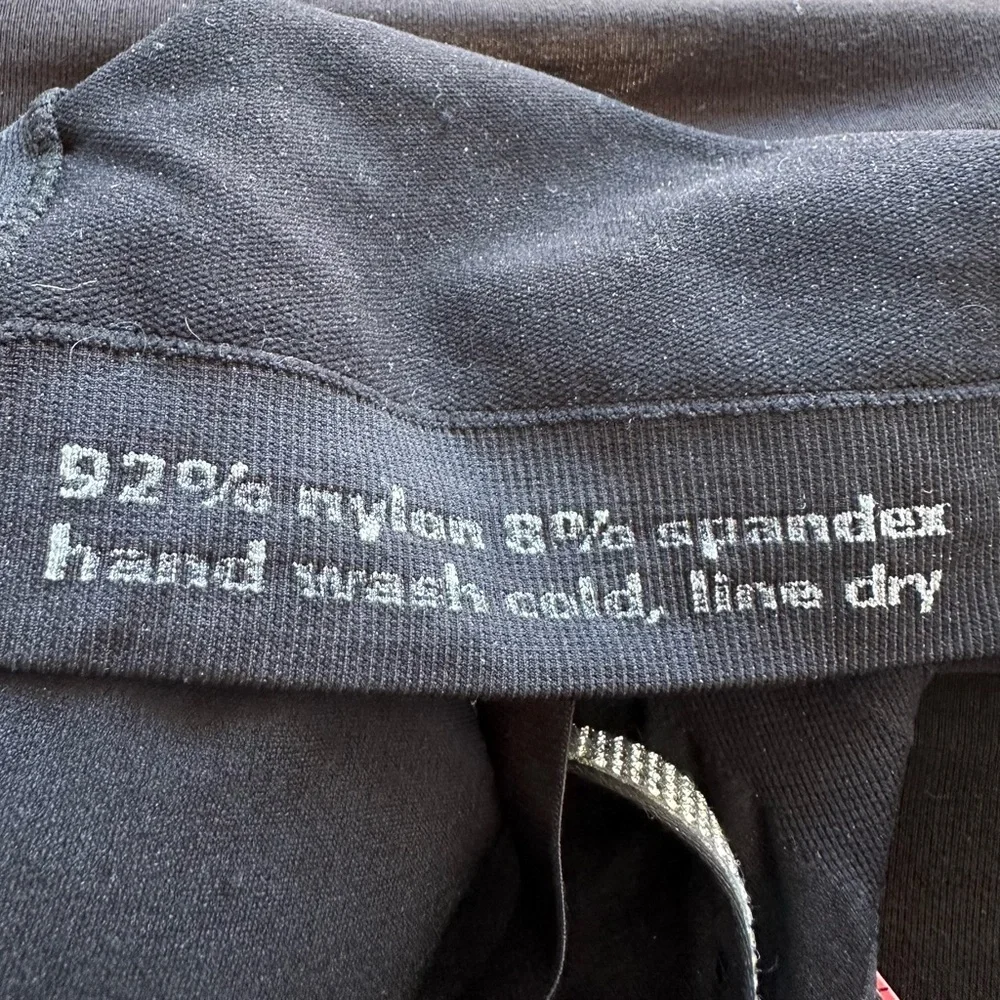 92% nylon 8% spandex
hand wash cold, line dry